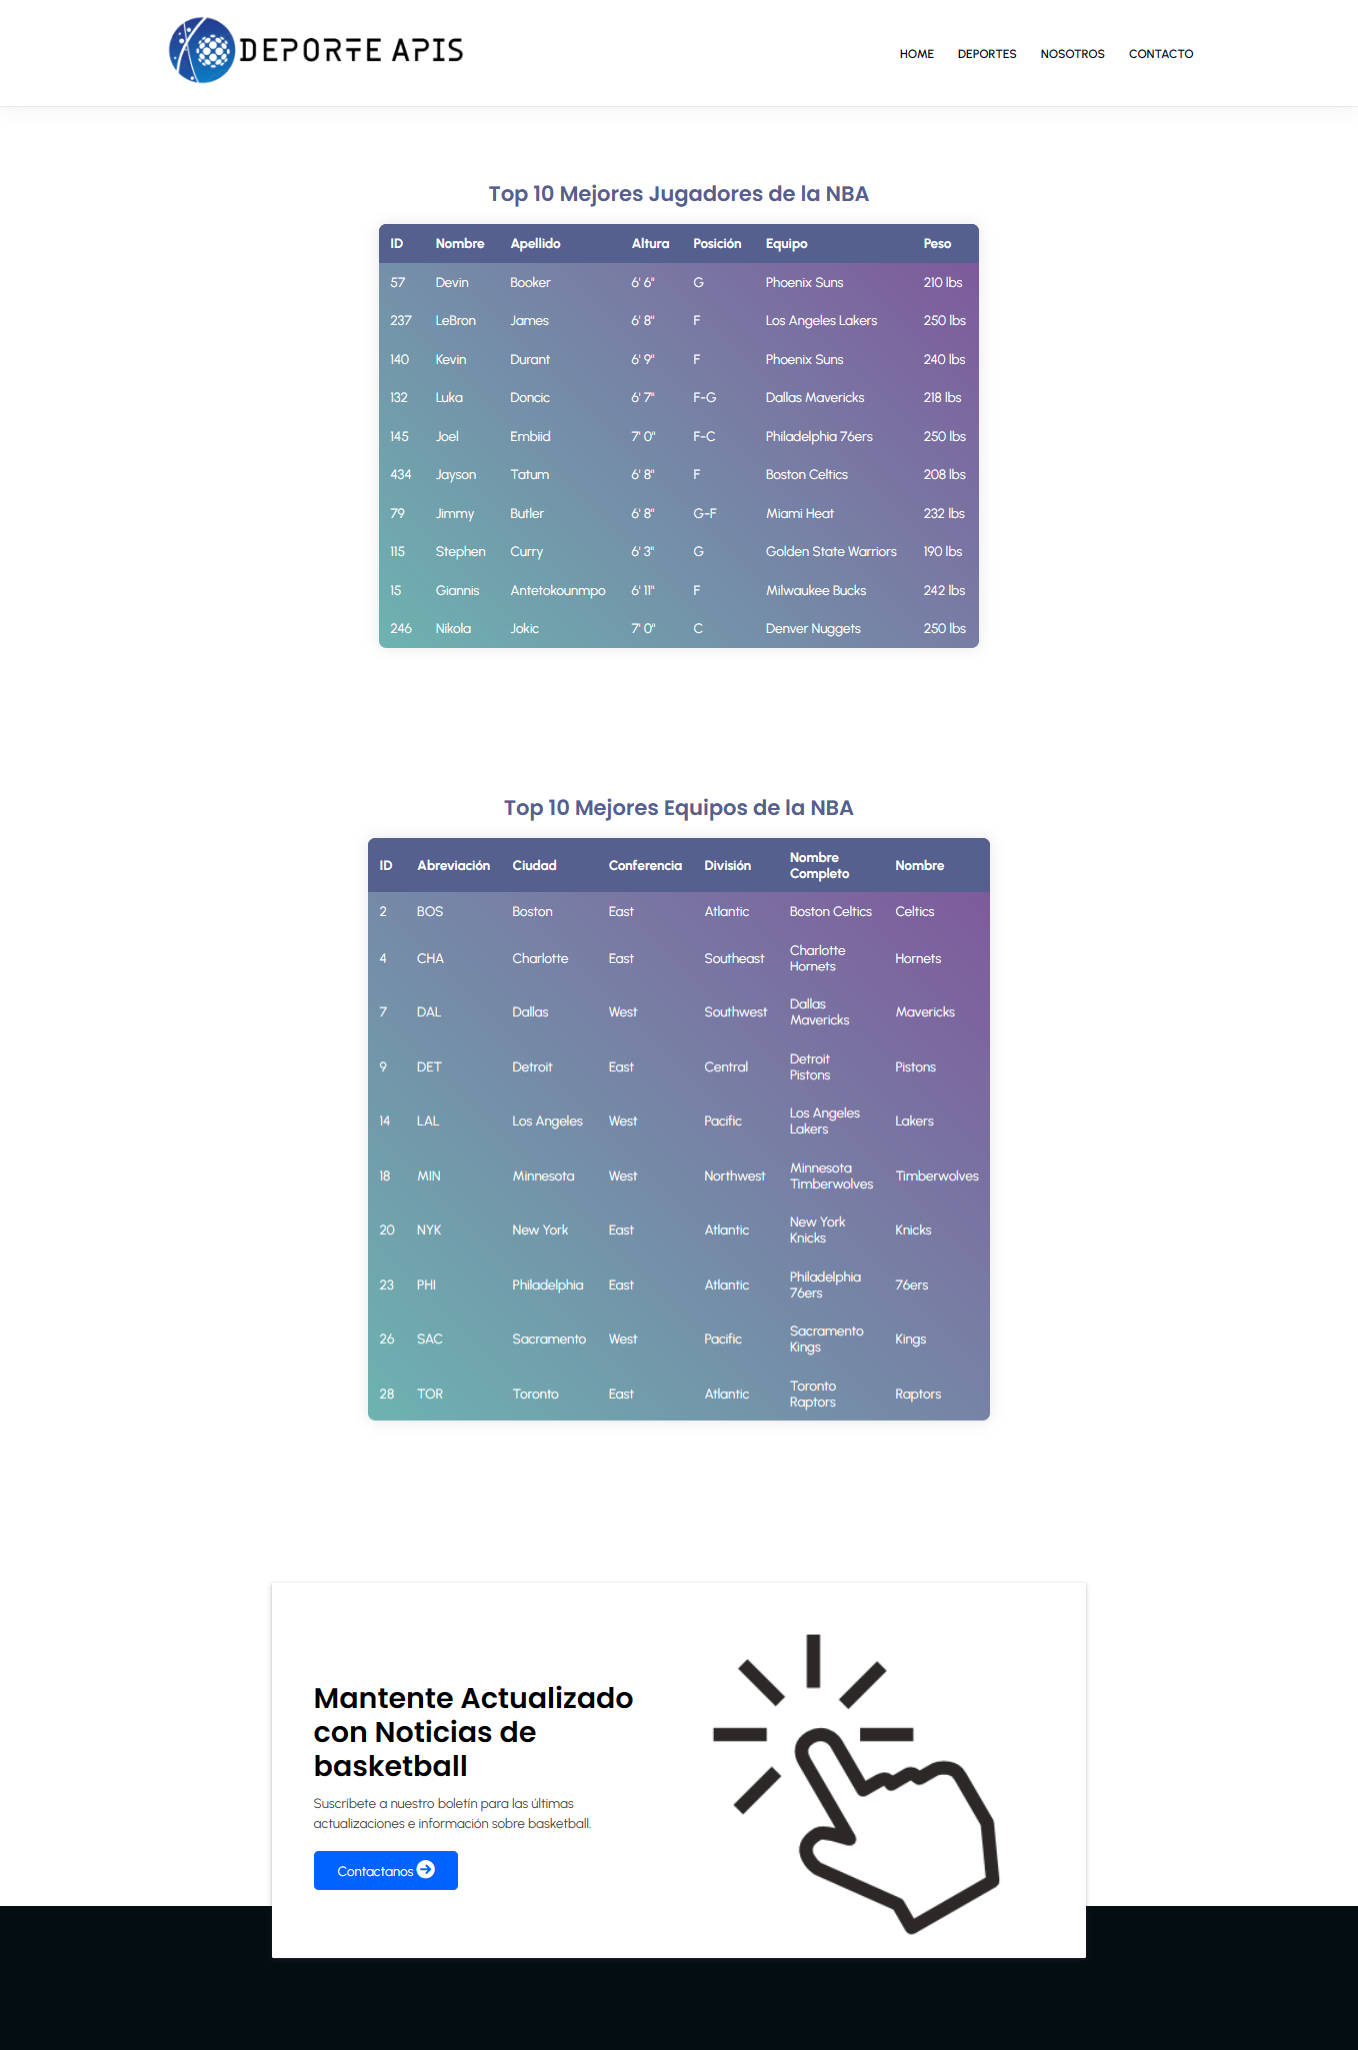 DEPORTE APIS
HOME DEPORTES NOSOTROS CONTACTO
Top 10 Mejores Jugadores de la NBA
ID Nombre Apellido Altura Posición Equipo Peso
57 Devin Booker 6' 6" G Phoenix Suns 210 lbs
237 LeBron James 6' 8" F Los Angeles Lakers 250 lbs
140 Kevin Durant 6' 9" F Phoenix Suns 240 lbs
132 Luka Doncic 6' 7" F-G Dallas Mavericks 218 lbs
145 Joel Embiid 7' 0" F-C Philadelphia 76ers 250 lbs
434 Jayson Tatum 6' 8" F Boston Celtics 208 lbs
79 Jimmy Butler 6' 8" G-F Miami Heat 232 lbs
115 Stephen Curry 6' 3" G Golden State Warriors 190 lbs
15 Giannis Antetokounmpo 6' 11" F Milwaukee Bucks 242 lbs
246 Nikola Jokic 7' 0" C Denver Nuggets 250 lbs
Top 10 Mejores Equipos de la NBA
ID Abreviación Ciudad Conferencia División Nombre Completo Nombre
2 BOS Boston East Atlantic Boston Celtics Celtics
4 CHA Charlotte East Southeast Charlotte Hornets Hornets
7 DAL Dallas West Southwest Dallas Mavericks Mavericks
9 DET Detroit East Central Detroit Pistons Pistons
14 LAL Los Angeles West Pacific Los Angeles Lakers Lakers
18 MIN Minnesota West Northwest Minnesota Timberwolves Timberwolves
20 NYK New York East Atlantic New York Knicks Knicks
23 PHI Philadelphia East Atlantic Philadelphia 76ers 76ers
26 SAC Sacramento West Pacific Sacramento Kings Kings
28 TOR Toronto East Atlantic Toronto Raptors Raptors
Mantente Actualizado
con Noticias de
basketball
Suscríbete a nuestro boletín para las últimas
actualizaciones e información sobre basketball.
Contactanos